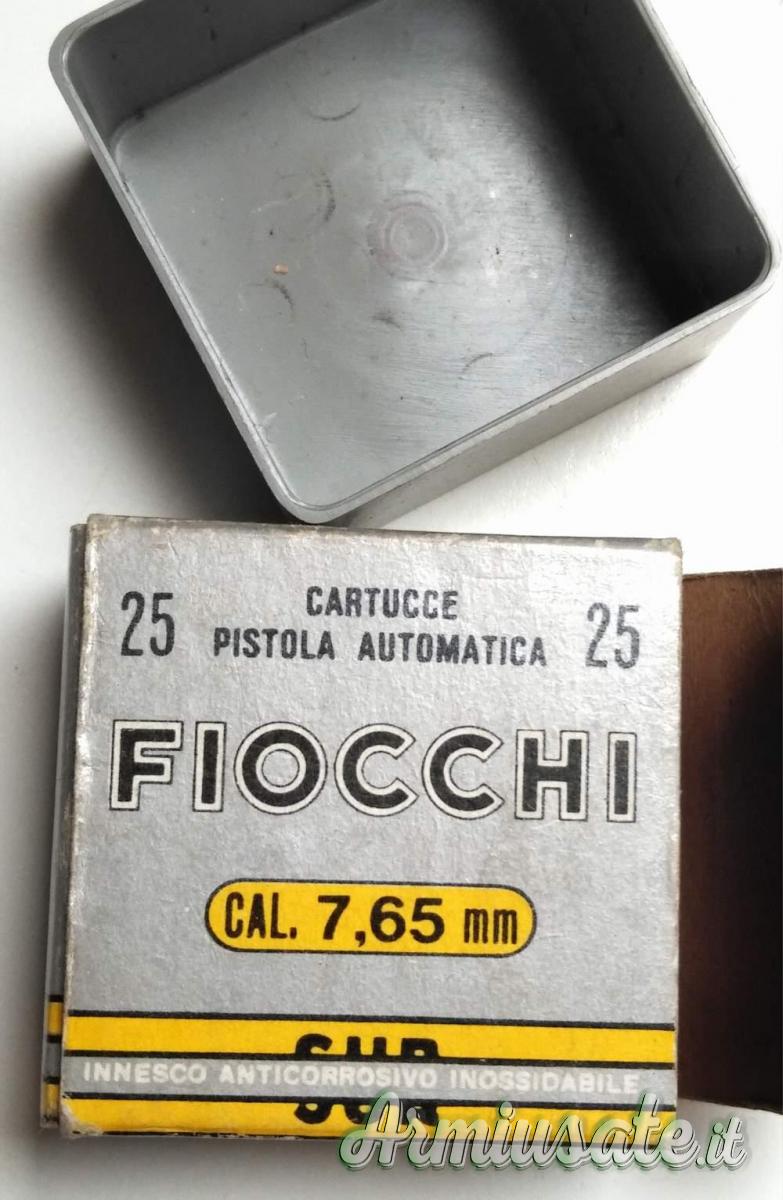 25 CARTUCCE 25
PISTOLA AUTOMATICA
FIOCCHI
CAL. 7,65 mm
INNESCO ANTICORROSIVO INOSSIDABILE
Armiusate.it